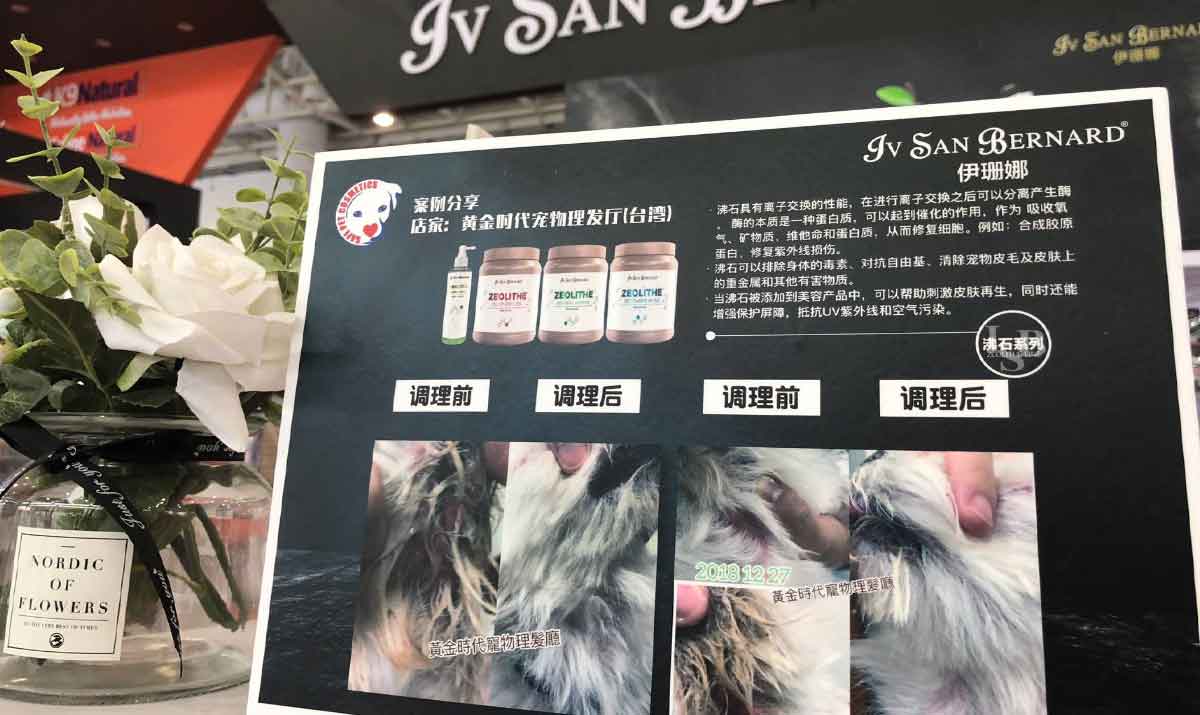 IV SAN BERNARD
IV SAN BERNA
伊珊娜
K9Natural
Natural
SAFE PET COSMETICS
案例分享
店家：黄金时代宠物理发厅(台湾)
IV SAN BERNARD®
伊珊娜
· 沸石具有离子交换的性能，在进行离子交换之后可以分离产生酶
。酶的本质是一种蛋白质，可以起到催化的作用，作为 吸收氧
气、矿物质、维他命和蛋白质，从而修复细胞。例如：合成胶原
蛋白、修复紫外线损伤。
· 沸石可以排除身体的毒素、对抗自由基、清除宠物皮毛及皮肤上
的重金属和其他有害物质。
· 当沸石被添加到美容产品中，可以帮助刺激皮肤再生，同时还能
增强保护屏障，抵抗UV紫外线和空气污染。
沸石系列
ZEOLITHE
ZEOLITHE
ZEOLITHE
调理前
调理后
调理前
调理后
2018 12 27
黃金時代寵物理髮廳
黃金時代寵物理髮廳
Just for you
NORDIC
OF
FLOWERS